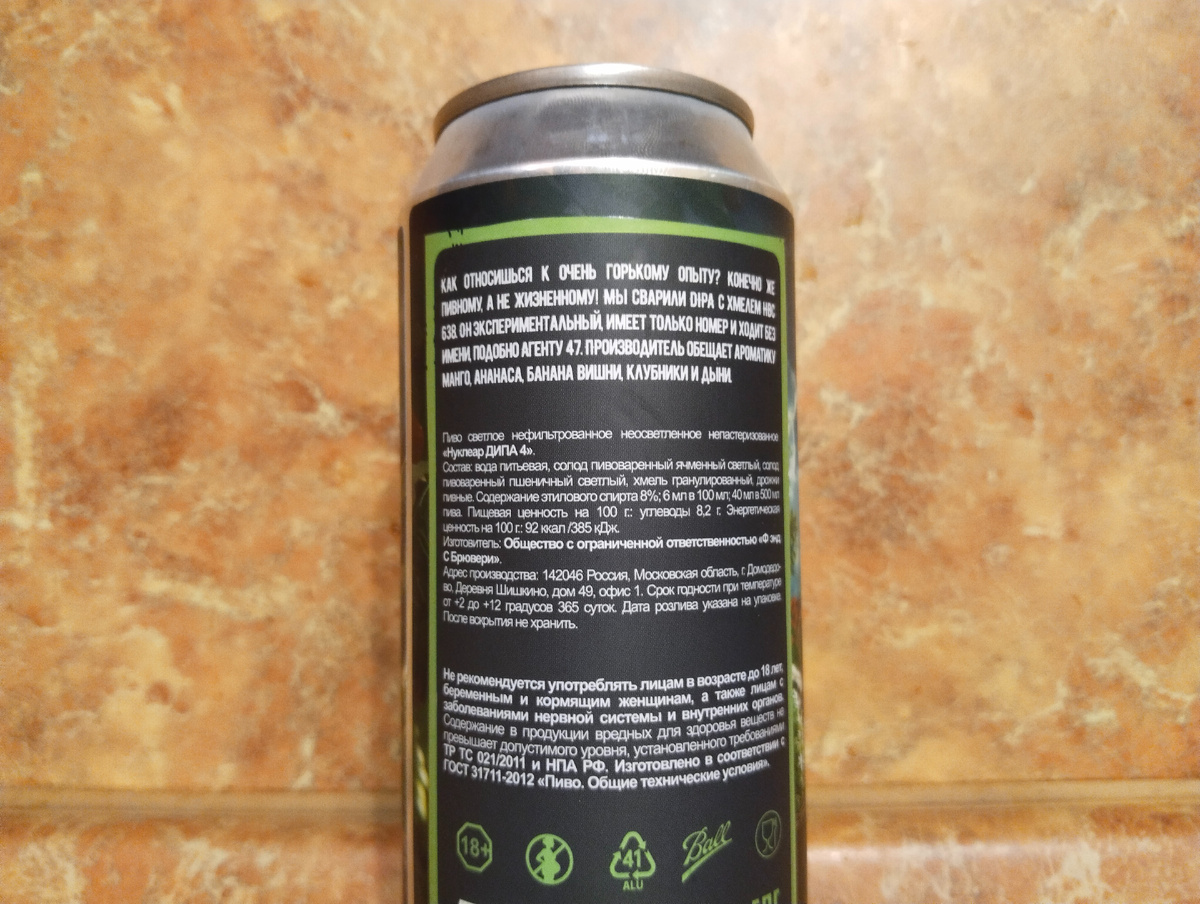 КАК ОТНОСИШЬСЯ К ОЧЕНЬ ГОРЬКОМУ ОПЫТУ? КОНЕЧНО ЖЕ
ПИВНОМУ, А НЕ ЖИЗНЕННОМУ! МЫ СВАРИЛИ DIPA С ХМЕЛЕМ HBC
638. ОН ЭКСПЕРИМЕНТАЛЬНЫЙ, ИМЕЕТ ТОЛЬКО НОМЕР И ХОДИТ БЕЗ
ИМЕНИ, ПОДОБНО АГЕНТУ 47. ПРОИЗВОДИТЕЛЬ ОБЕЩАЕТ АРОМАТИКУ
МАНГО, АНАНАСА, БАНАНА ВИШНИ, КЛУБНИКИ И ДЫНИ.
Пиво светлое нефильтрованное неосветленное непастеризованное
«Нуклеар ДИПА 4».
Состав: вода питьевая, солод пивоваренный ячменный светлый, солод
пивоваренный пшеничный светлый, хмель гранулированный, дрожжи
пивные. Содержание этилового спирта 8%; 6 мл в 100 мл; 40 мл в 500 мл
пива. Пищевая ценность на 100 г.: углеводы 8,2 г. Энергетическая
ценность на 100 г.: 92 ккал /385 кДж.
Изготовитель: Общество с ограниченной ответственностью «Ф энд
С Брювери».
Адрес производства: 142046 Россия, Московская область, г. Домодедо-
во, Деревня Шишкино, дом 49, офис 1. Срок годности при температуре
от +2 до +12 градусов 365 суток. Дата розлива указана на упаковке.
После вскрытия не хранить.
Не рекомендуется употреблять лицам в возрасте до 18 лет,
беременным и кормящим женщинам, а также лицам с
заболеваниями нервной системы и внутренних органов.
Содержание в продукции вредных для здоровья веществ не
превышает допустимого уровня, установленного требованиями
ТР ТС 021/2011 и НПА РФ. Изготовлено в соответствии с
ГОСТ 31711-2012 «Пиво. Общие технические условия».
18+
41
ALU
Ball